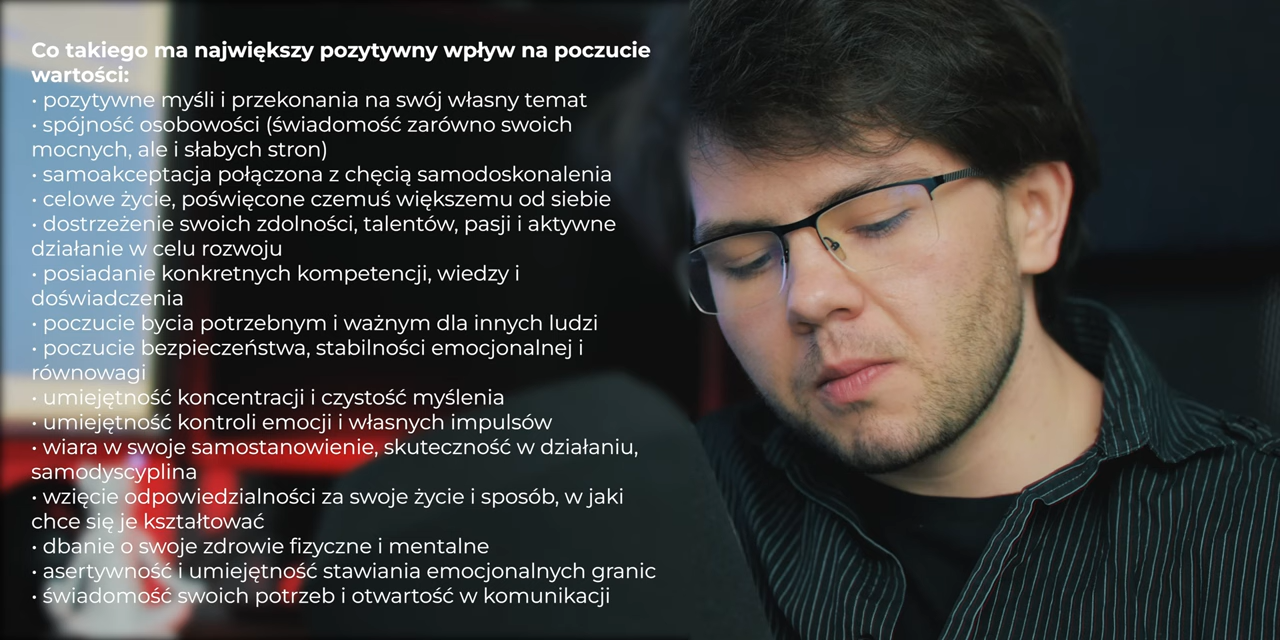 Co takiego ma największy pozytywny wpływ na poczucie
wartości:
• pozytywne myśli i przekonania na swój własny temat
• spójność osobowości (świadomość zarówno swoich
mocnych, ale i słabych stron)
• samoakceptacja połączona z chęcią samodoskonalenia
• celowe życie, poświęcone czemuś większemu od siebie
• dostrzeżenie swoich zdolności, talentów, pasji i aktywne
działanie w celu rozwoju
• posiadanie konkretnych kompetencji, wiedzy i
doświadczenia
• poczucie bycia potrzebnym i ważnym dla innych ludzi
• poczucie bezpieczeństwa, stabilności emocjonalnej i
równowagi
• umiejętność koncentracji i czystość myślenia
• umiejętność kontroli emocji i własnych impulsów
• wiara w swoje samostanowienie, skuteczność w działaniu,
samodyscyplina
• wzięcie odpowiedzialności za swoje życie i sposób, w jaki
chce się je kształtować
• dbanie o swoje zdrowie fizyczne i mentalne
• asertywność i umiejętność stawiania emocjonalnych granic
• świadomość swoich potrzeb i otwartość w komunikacji